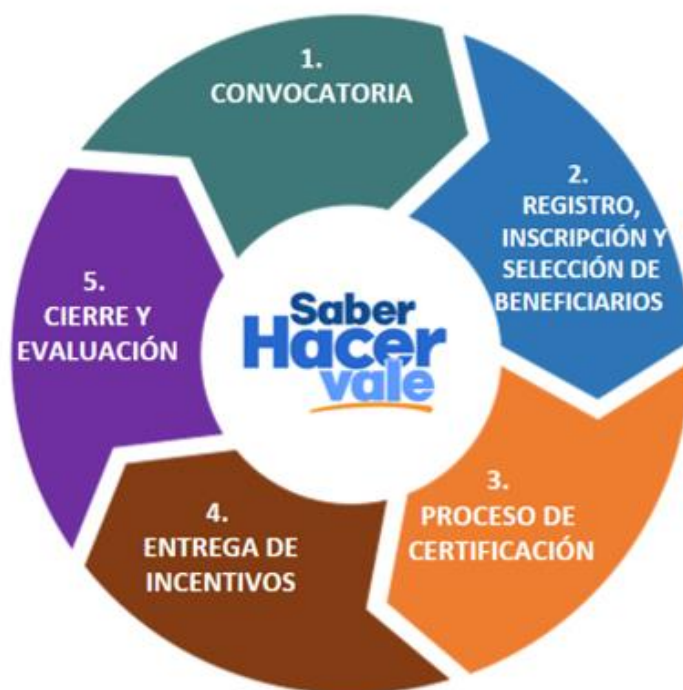 1.
CONVOCATORIA
2.
REGISTRO,
INSCRIPCIÓN Y
SELECCIÓN DE
BENEFICIARIOS
3.
PROCESO DE
CERTIFICACIÓN
4.
ENTREGA DE
INCENTIVOS
5.
CIERRE Y
EVALUACIÓN
Saber
Hacer
vale